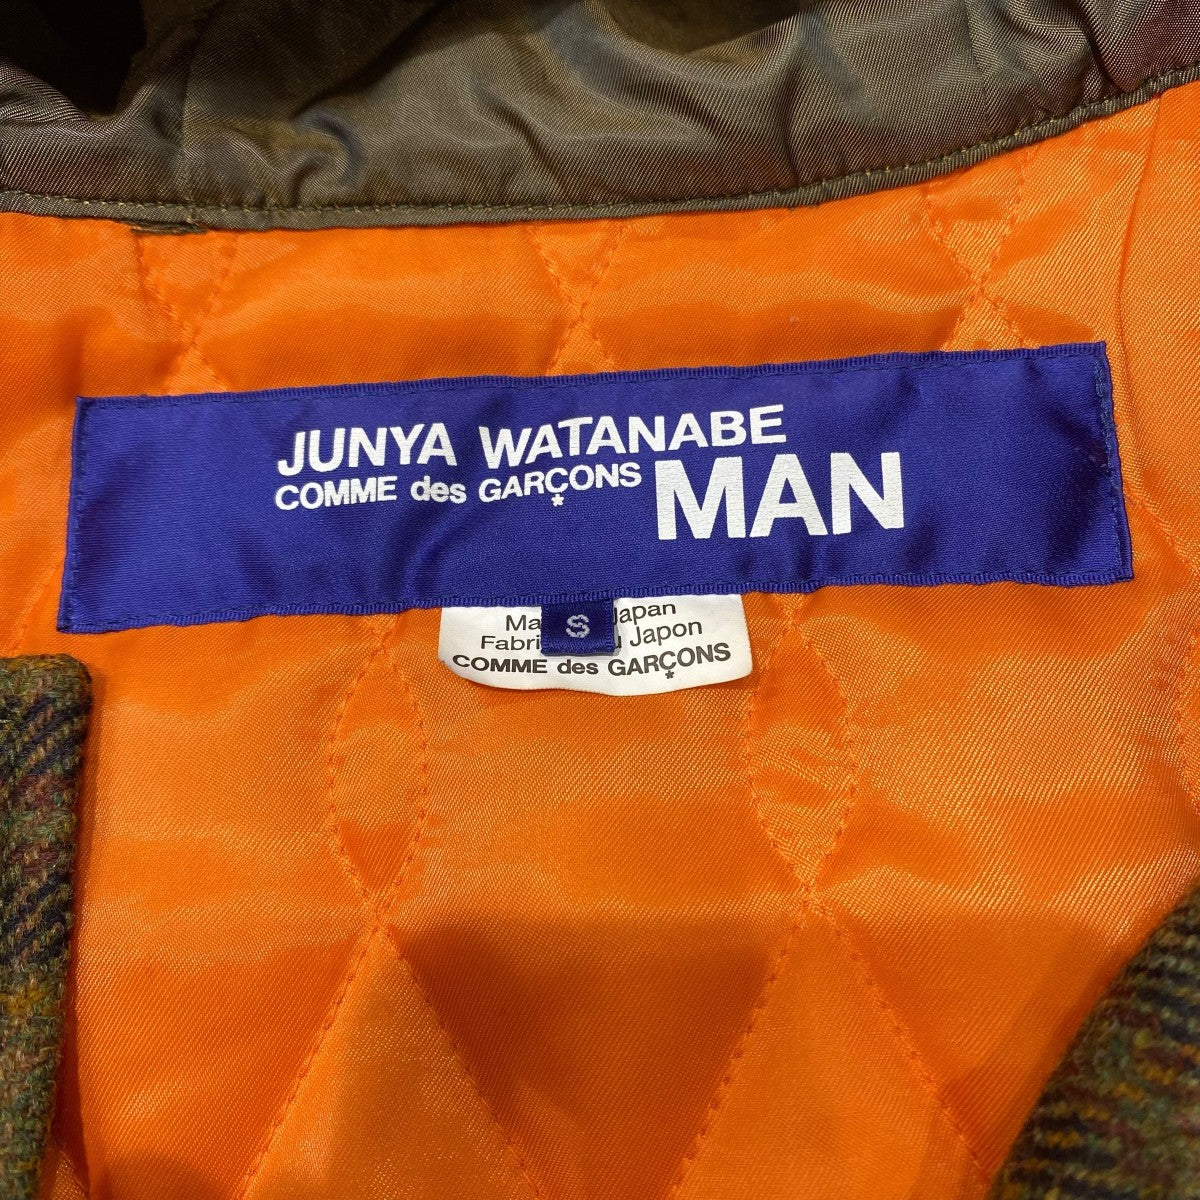 JUNYA WATANABE
COMME des GARÇONS MAN
*
S
Japan
Japon
COMME des GARÇONS
*